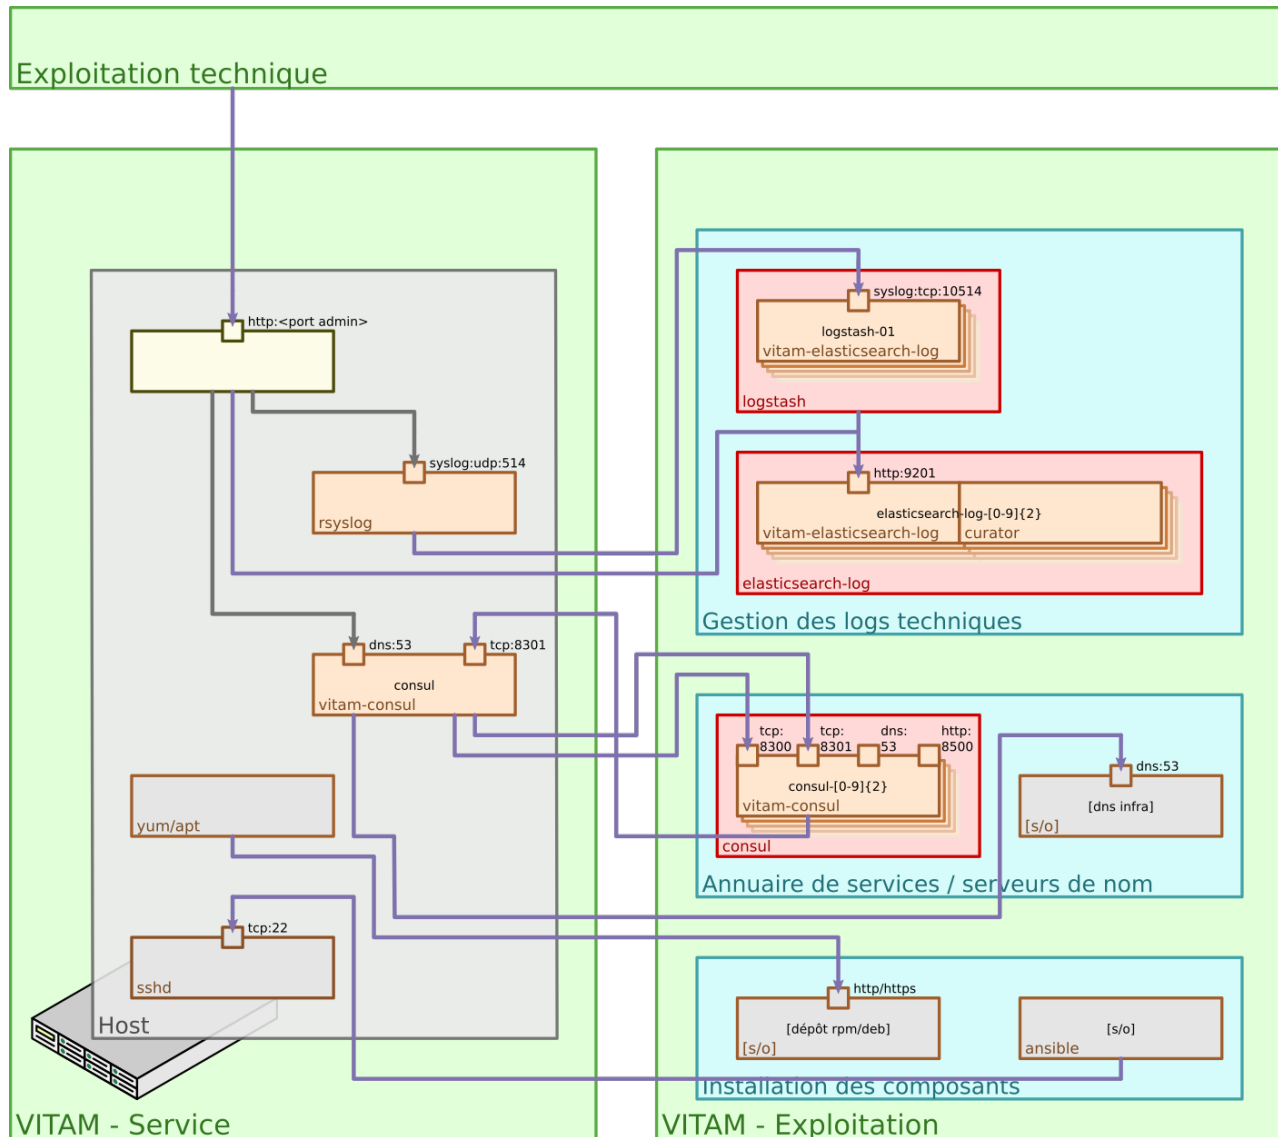 Exploitation technique
http:<port admin>
syslog:udp:514
rsyslog
dns:53
tcp:8301
consul
vitam-consul
yum/apt
tcp:22
sshd
Host
VITAM - Service
syslog:tcp:10514
logstash-01
vitam-elasticsearch-log
logstash
http:9201
elasticsearch-log-[0-9]{2}
vitam-elasticsearch-log
curator
elasticsearch-log
Gestion des logs techniques
tcp:
8300
tcp:
8301
dns:
53
http:
8500
consul-[0-9]{2}
vitam-consul
consul
dns:53
[dns infra]
[s/o]
Annuaire de services / serveurs de nom
http/https
[dépôt rpm/deb]
[s/o]
[s/o]
ansible
Installation des composants
VITAM - Exploitation